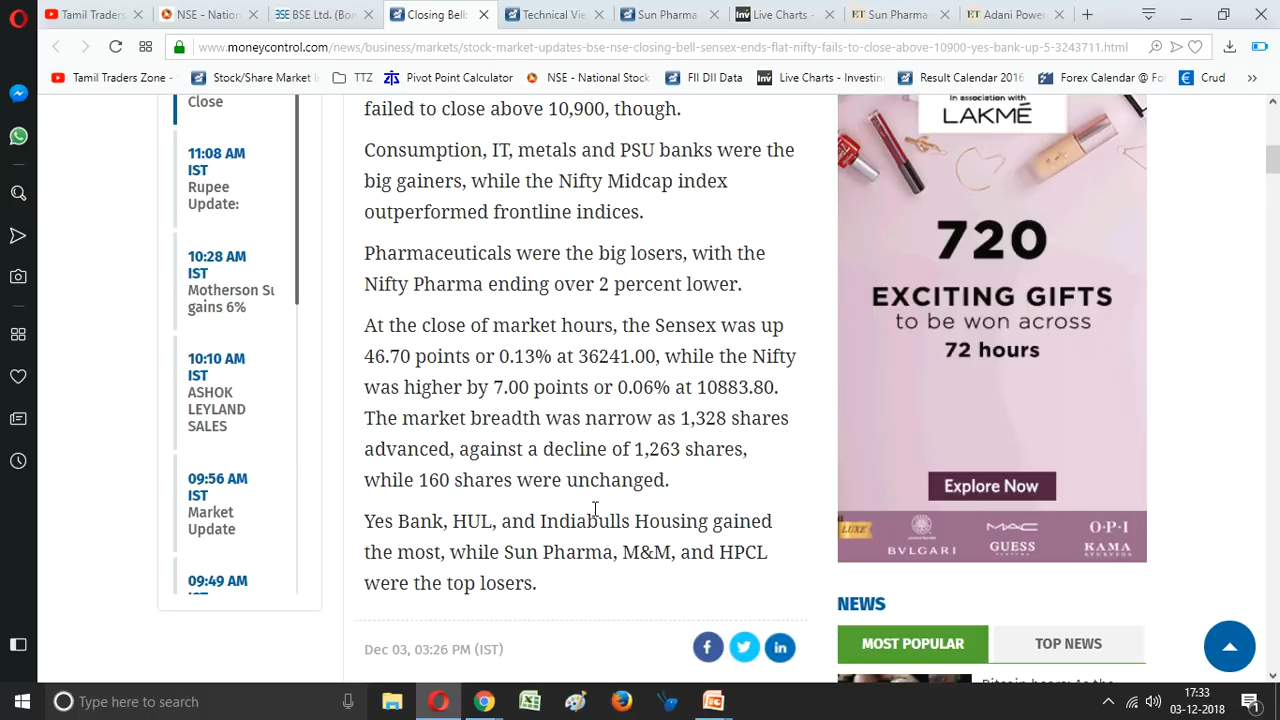 Closing Bell:
NSE - Nation
BSE Ltd. (Bon
Technical Vie
Sun Pharma
Live Charts -
Sun Pharma
Adani Power
Tamil Traders
www.moneycontrol.com/news/business/markets/stock-market-updates-bse-nse-closing-bell-sensex-ends-flat-nifty-fails-to-close-above-10900-yes-bank-up-5-3243711.html
Tamil Traders Zone -
Stock/Share Market I
TTZ
Pivot Point Calculator
NSE - National Stock
FII DII Data
Live Charts - Investing
Result Calendar 2016
Forex Calendar @ Fo
Crud
Close
11:08 AM
IST
Rupee
Update:
10:28 AM
IST
Motherson Su
gains 6%
10:10 AM
IST
ASHOK
LEYLAND
SALES
09:56 AM
IST
Market
Update
09:49 AM
failed to close above 10,900, though.
Consumption, IT, metals and PSU banks were the
big gainers, while the Nifty Midcap index
outperformed frontline indices.
Pharmaceuticals were the big losers, with the
Nifty Pharma ending over 2 percent lower.
At the close of market hours, the Sensex was up
46.70 points or 0.13% at 36241.00, while the Nifty
was higher by 7.00 points or 0.06% at 10883.80.
The market breadth was narrow as 1,328 shares
advanced, against a decline of 1,263 shares,
while 160 shares were unchanged.
Yes Bank, HUL, and Indiabulls Housing gained
the most, while Sun Pharma, M&M, and HPCL
were the top losers.
Dec 03, 03:26 PM (IST)
In association with
LAKMĒ
720
EXCITING GIFTS
to be won across
72 hours
Explore Now
LUXE
BVLGARI
MAC
GUESS
O·P·I
KAMA
NEWS
MOST POPULAR
TOP NEWS
Type here to search
17:33
03-12-2018